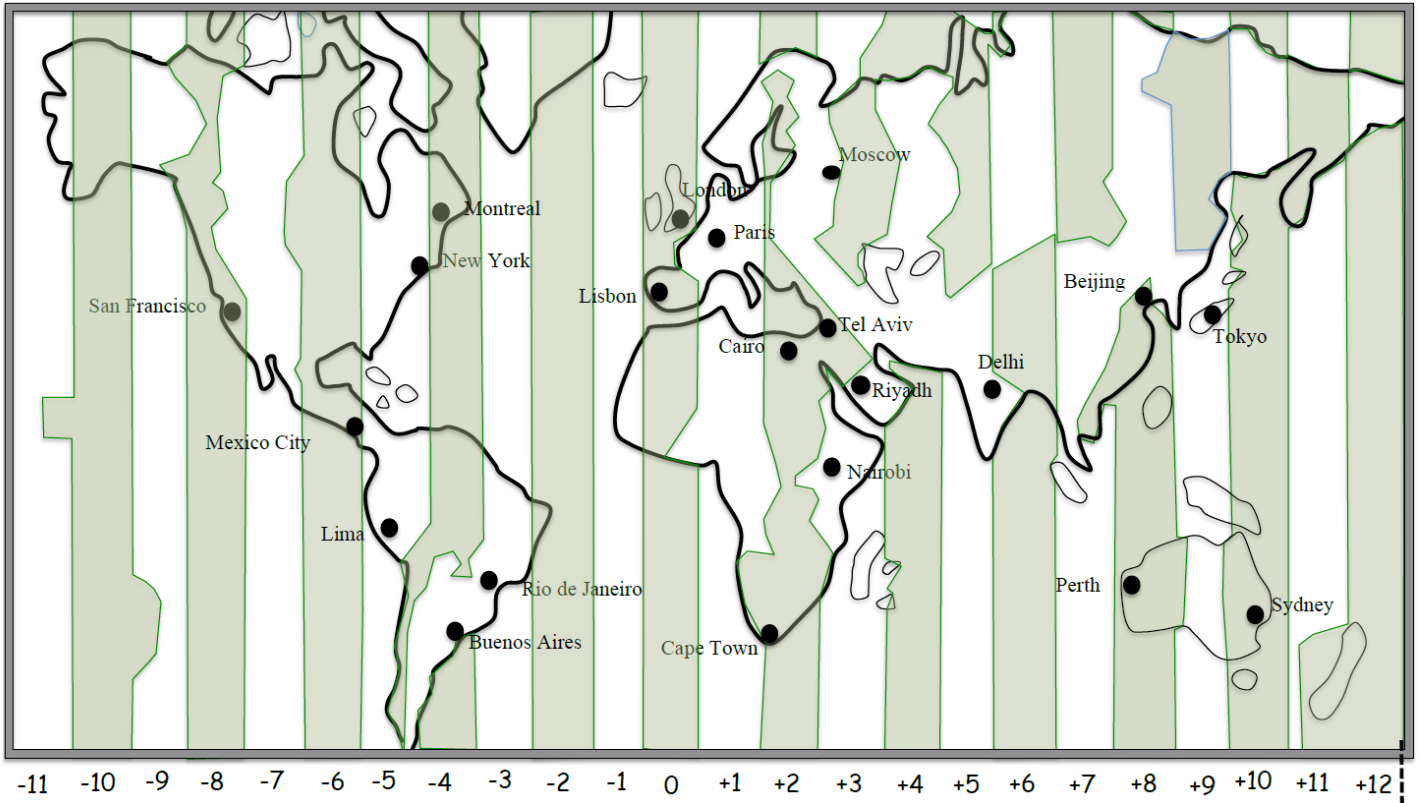 Moscow
London
Montreal
Paris
New York
Beijing
San Francisco
Lisbon
Tel Aviv
Tokyo
Cairo
Delhi
Riyadh
Mexico City
Nairobi
Lima
Rio de Janeiro
Perth
Sydney
Buenos Aires
Cape Town
-11 -10 -9 -8 -7 -6 -5 -4 -3 -2 -1 0 +1 +2 +3 +4 +5 +6 +7 +8 +9 +10 +11 +12